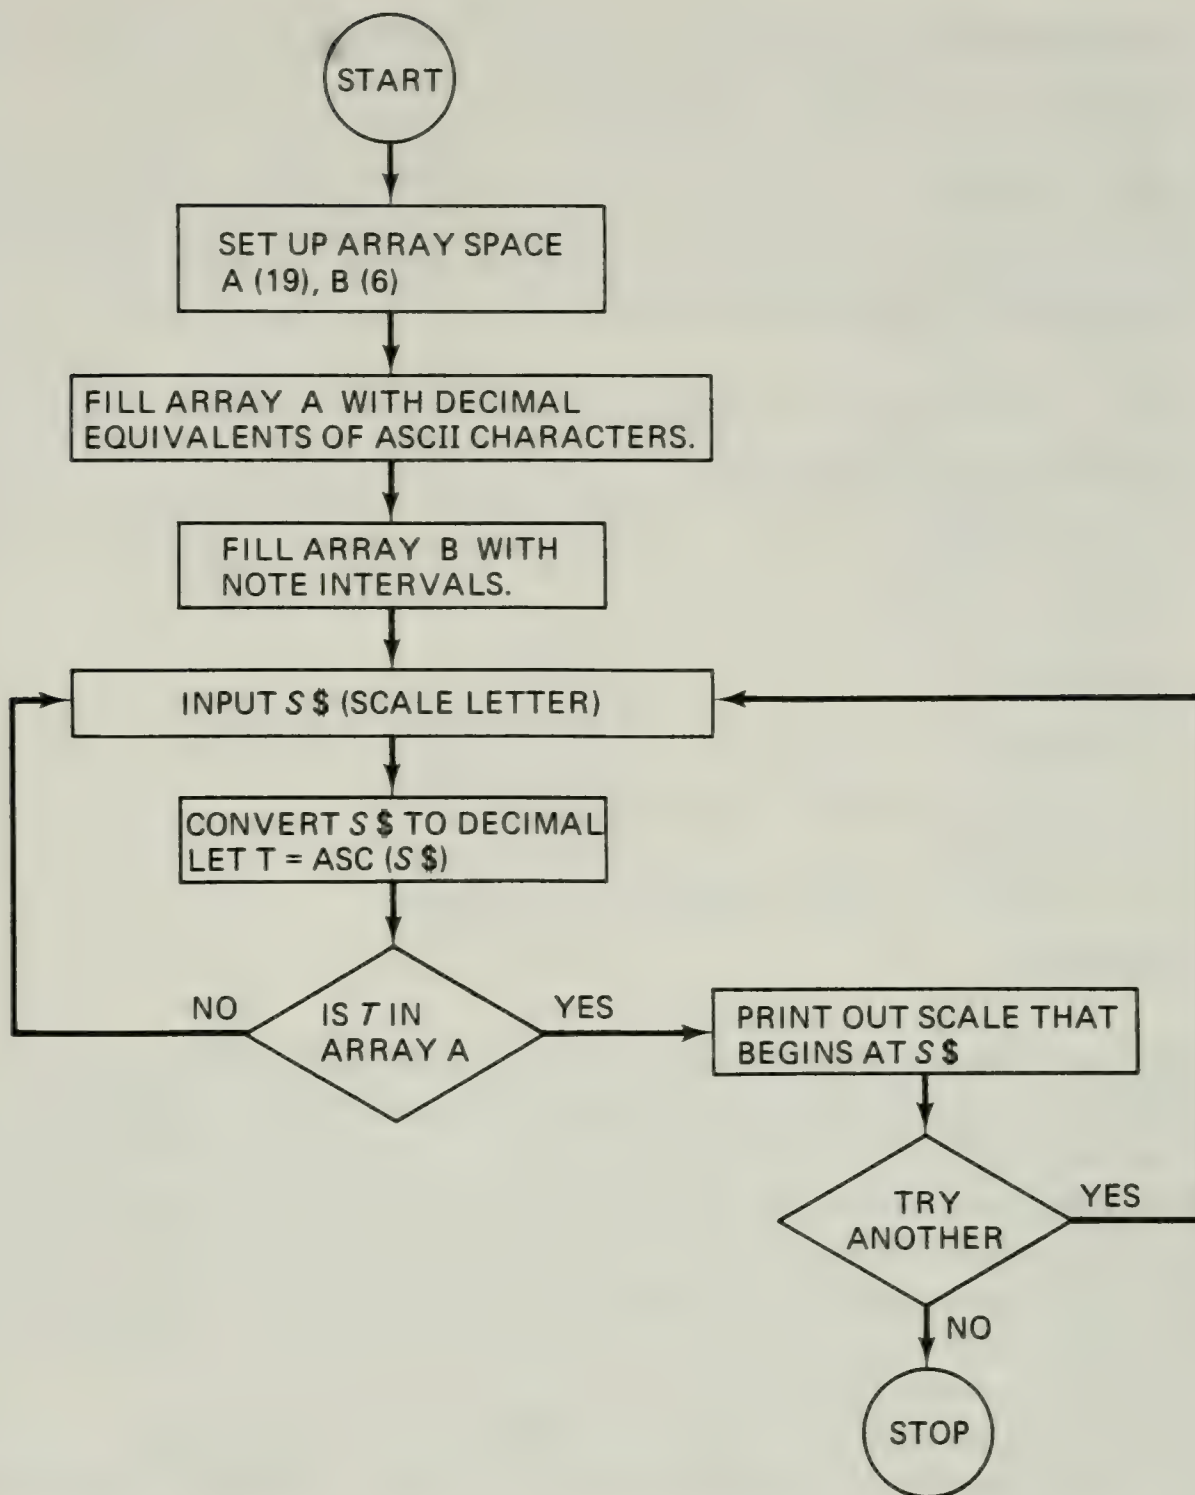 START
SET UP ARRAY SPACE
A (19), B (6)
FILL ARRAY A WITH DECIMAL
EQUIVALENTS OF ASCII CHARACTERS.
FILL ARRAY B WITH
NOTE INTERVALS.
INPUT S $ (SCALE LETTER)
CONVERT S $ TO DECIMAL
LET T = ASC (S $)
NO
IS T IN
ARRAY A
YES
PRINT OUT SCALE THAT
BEGINS AT S $
TRY
ANOTHER
YES
NO
STOP